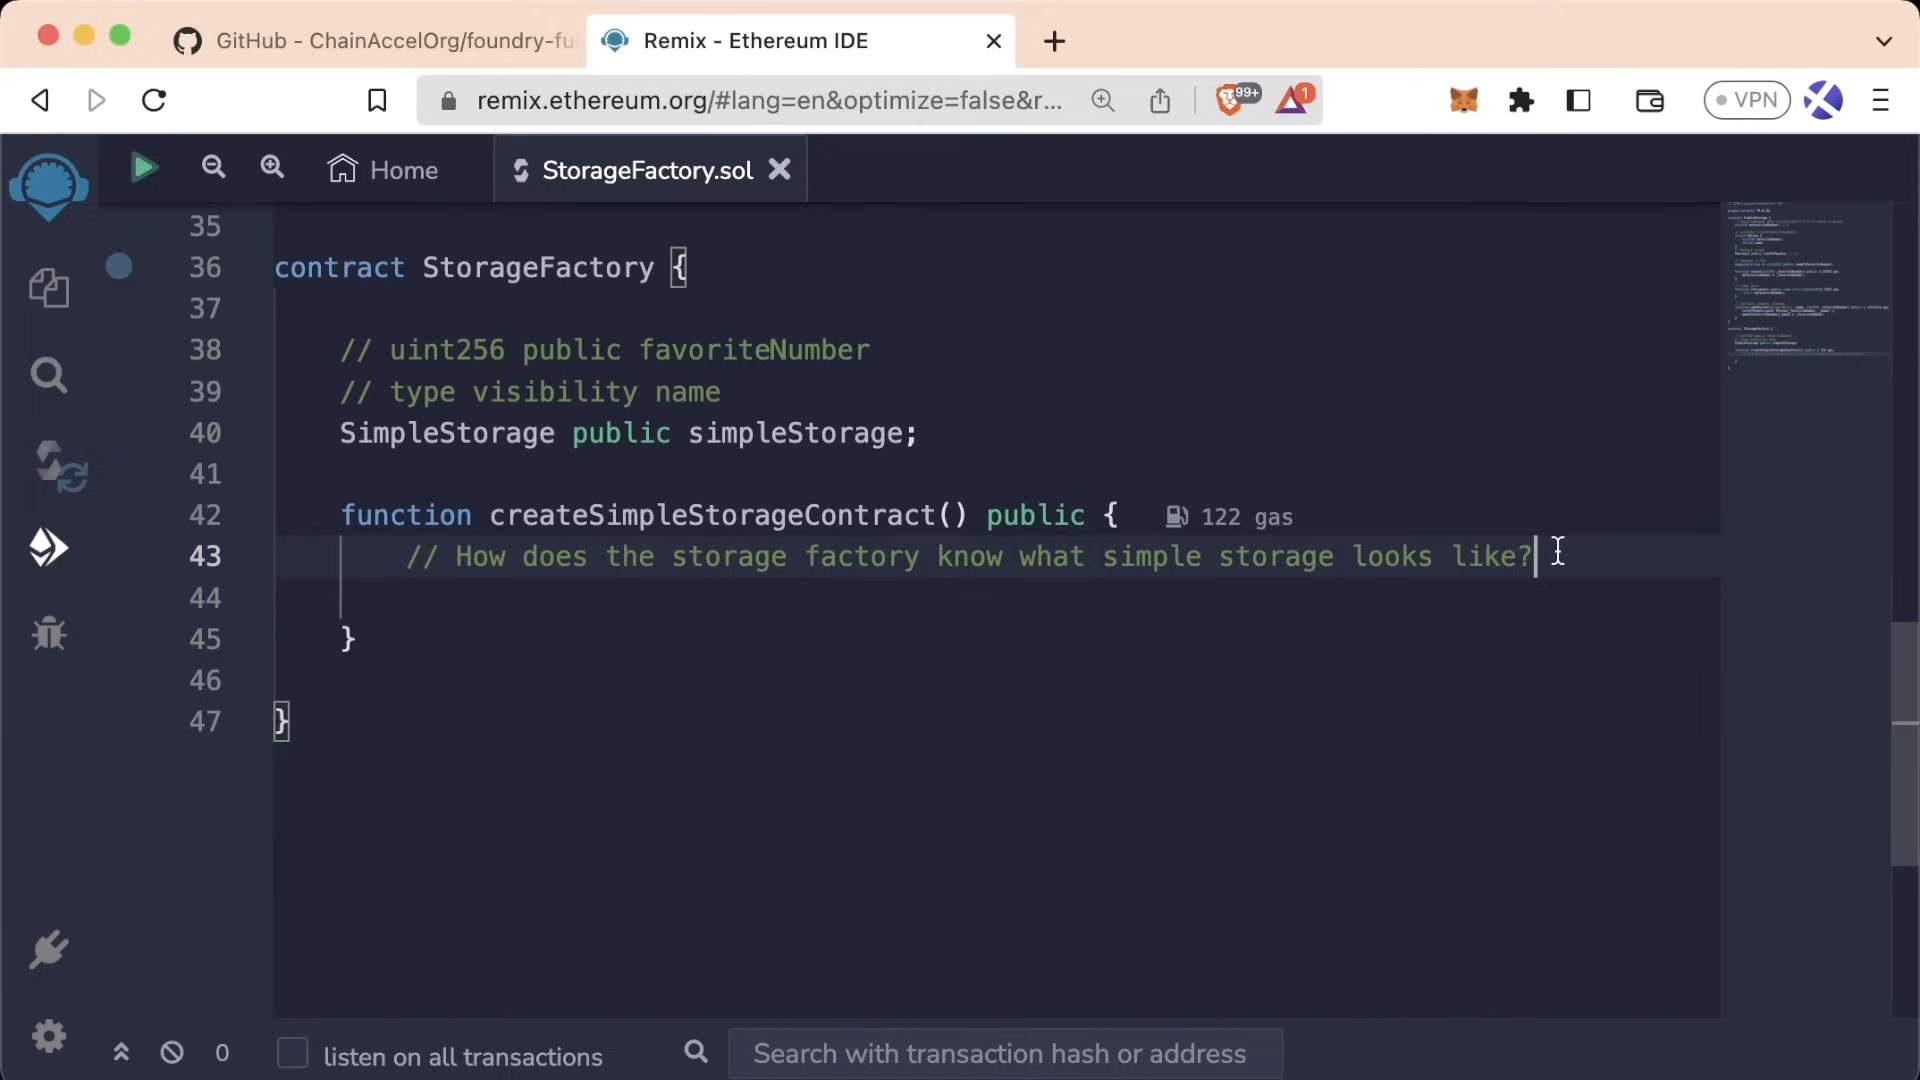 GitHub - ChainAccelOrg/foundry-fu
Remix - Ethereum IDE
remix.ethereum.org/#lang=en&optimize=false&r...
99+
1
VPN
Home
StorageFactory.sol
35
36 contract StorageFactory {
37
38 // uint256 public favoriteNumber
39 // type visibility name
40 SimpleStorage public simpleStorage;
41
42 function createSimpleStorageContract() public { 122 gas
43 // How does the storage factory know what simple storage looks like?
44
45 }
46
47 }
0
listen on all transactions
Search with transaction hash or address